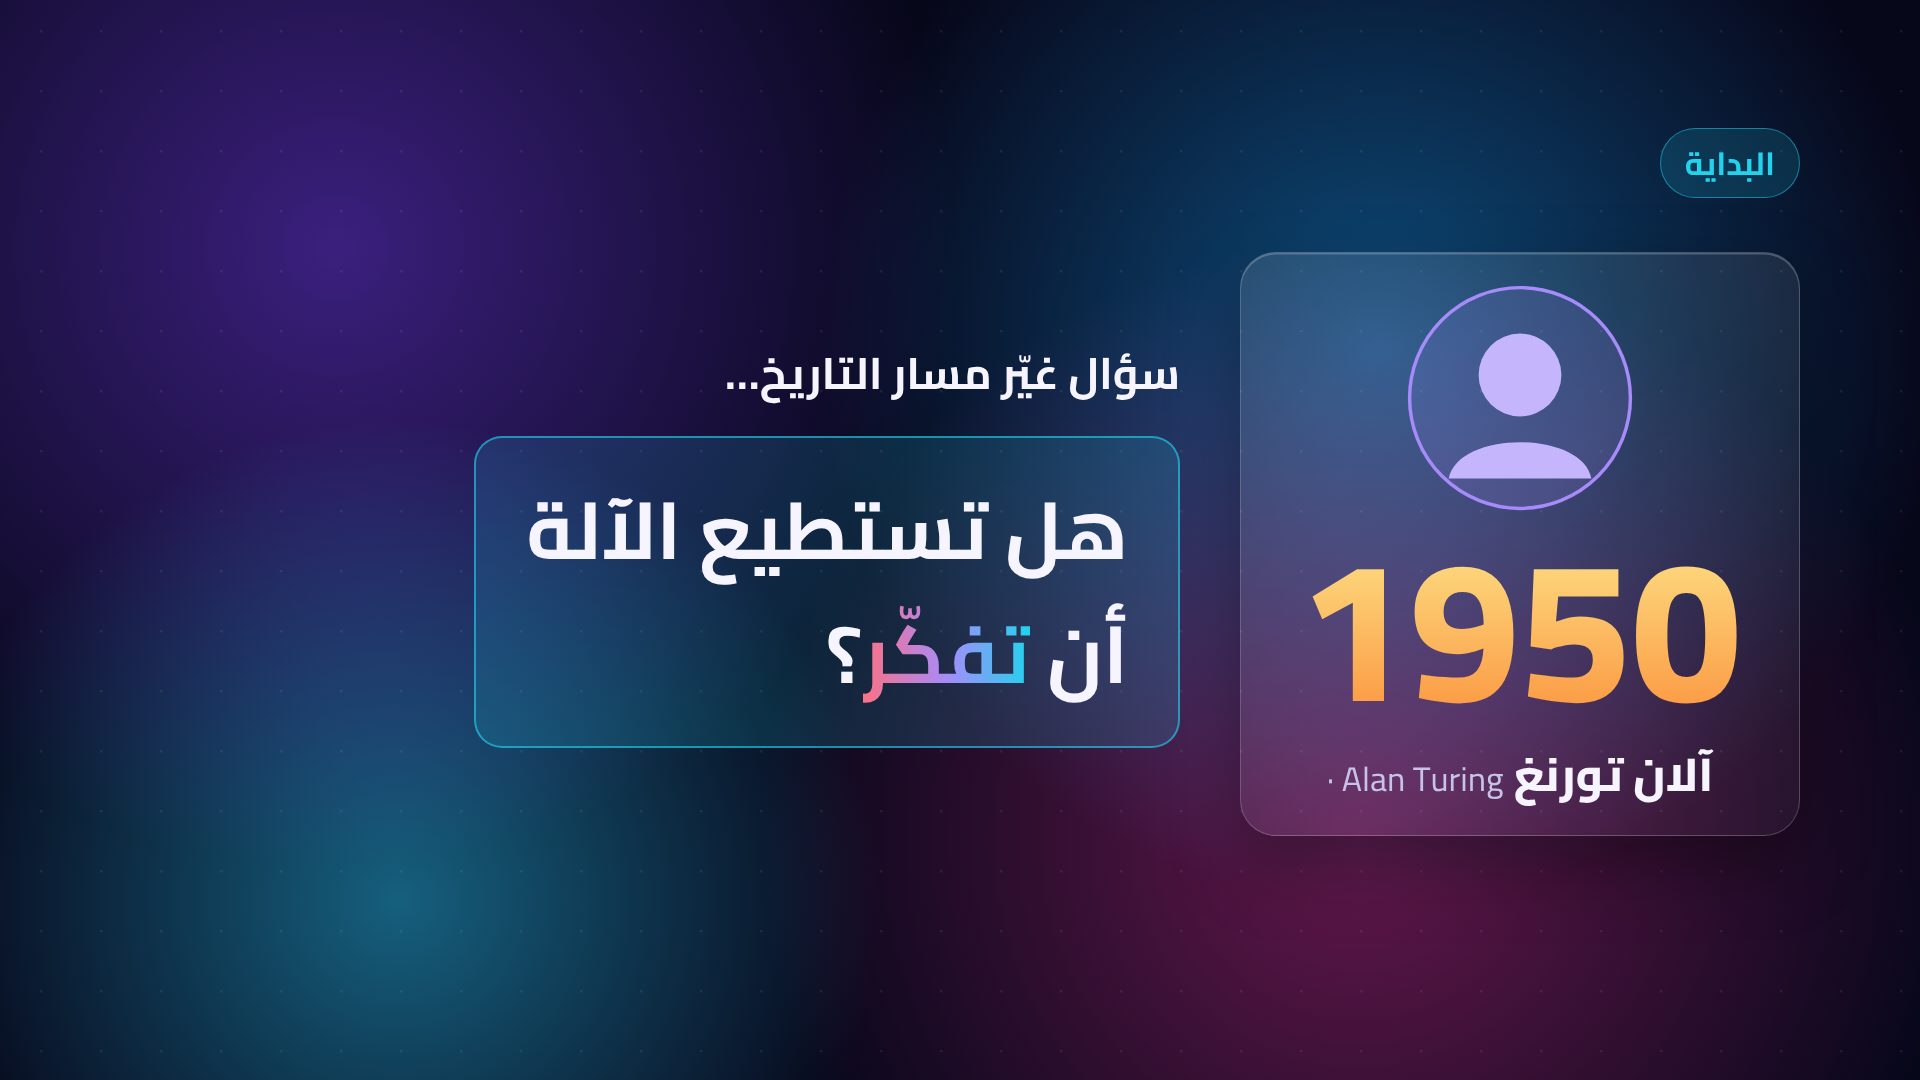 البداية
1950
آلان تورنغ Alan Turing ·
سؤال غيّر مسار التاريخ...
هل تستطيع الآلة
أن تفكّر؟